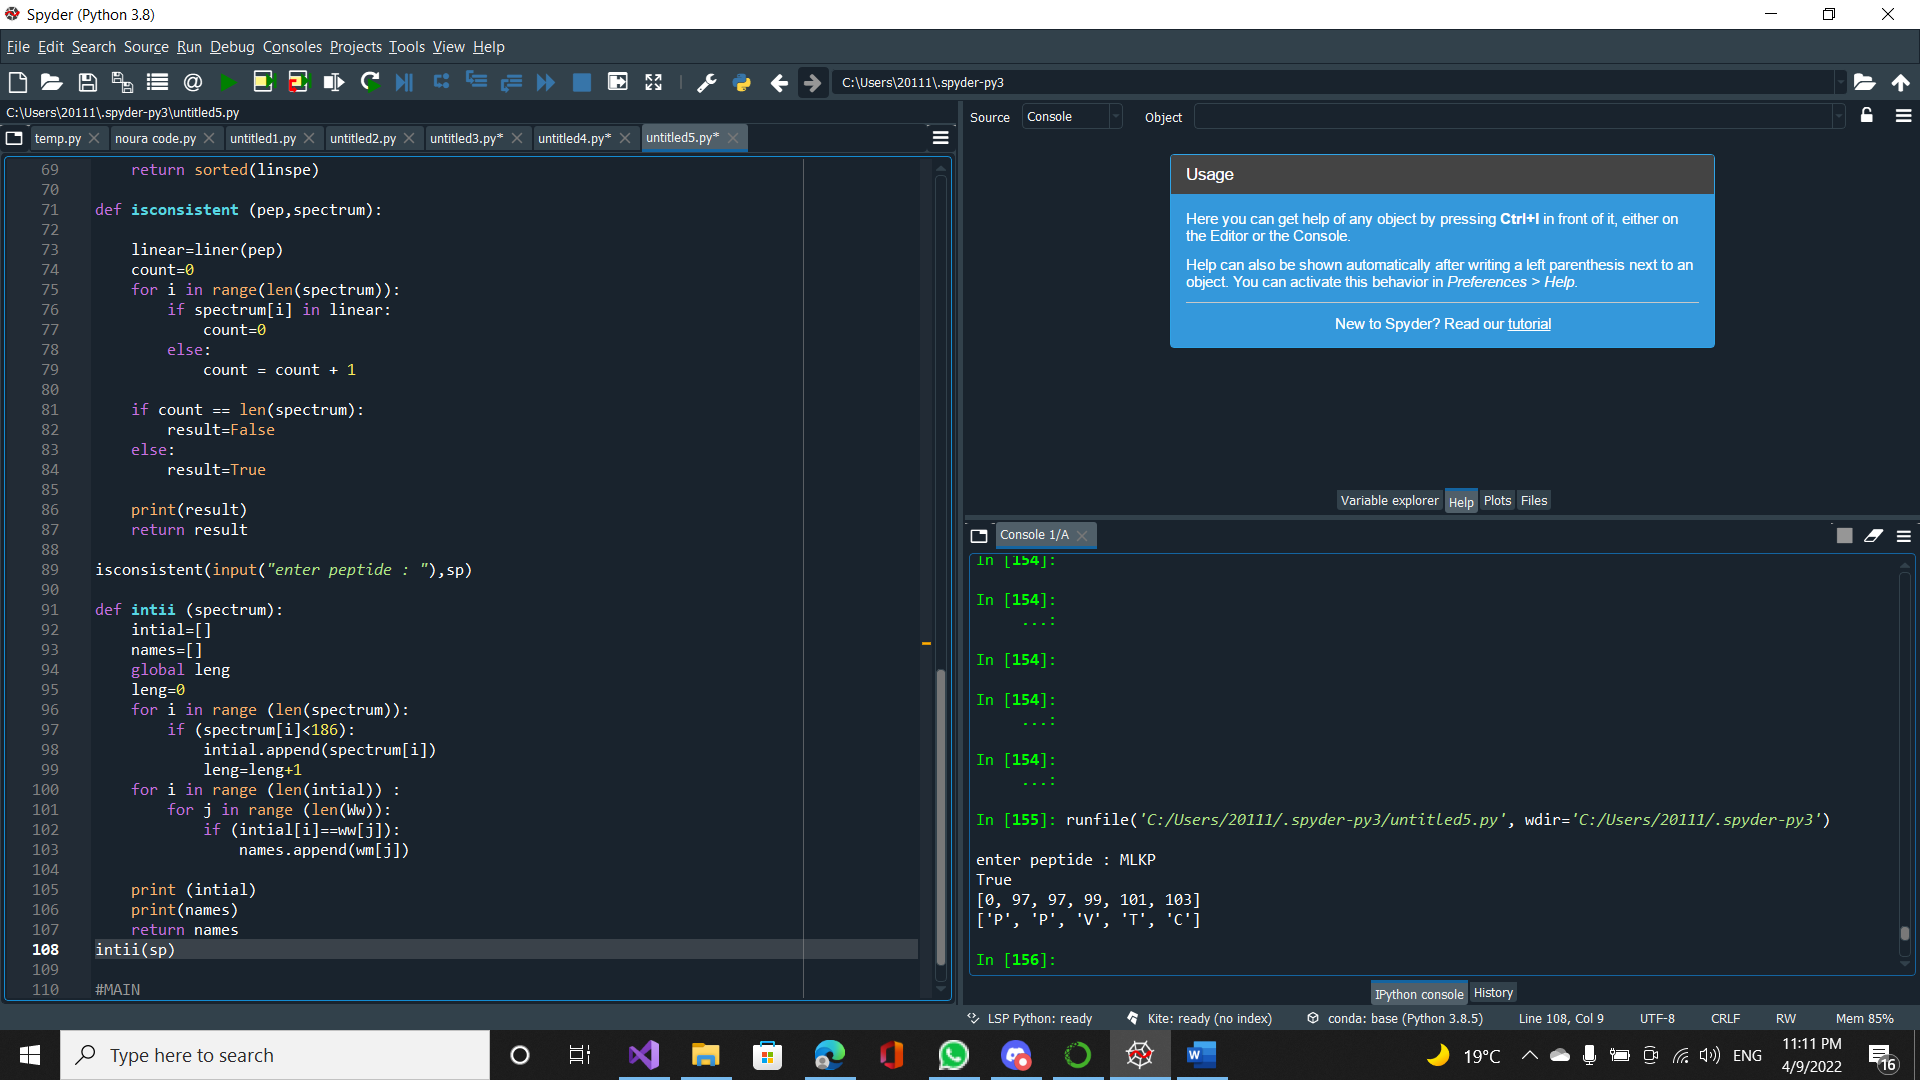 Spyder (Python 3.8)
File Edit Search Source Run Debug Consoles Projects Tools View Help
C:\Users\20111\.spyder-py3
C:\Users\20111\.spyder-py3\untitled5.py
temp.py noura code.py untitled1.py untitled2.py untitled3.py* untitled4.py* untitled5.py*
69 return sorted(linspe)
70
71 def isconsistent (pep,spectrum):
72
73 linear=liner(pep)
74 count=0
75 for i in range(len(spectrum)):
76 if spectrum[i] in linear:
77 count=0
78 else:
79 count = count + 1
80
81 if count == len(spectrum):
82 result=False
83 else:
84 result=True
85
86 print(result)
87 return result
88
89 isconsistent(input("enter peptide : "),sp)
90
91 def intii (spectrum):
92 intial=[]
93 names=[]
94 global leng
95 leng=0
96 for i in range (len(spectrum)):
97 if (spectrum[i]<186):
98 intial.append(spectrum[i])
99 leng=leng+1
100 for i in range (len(intial)) :
101 for j in range (len(Ww)):
102 if (intial[i]==ww[j]):
103 names.append(wm[j])
104
105 print (intial)
106 print(names)
107 return names
108 intii(sp)
109
110 #MAIN
Source Console Object
Usage
Here you can get help of any object by pressing Ctrl+I in front of it, either on
the Editor or the Console.
Help can also be shown automatically after writing a left parenthesis next to an
object. You can activate this behavior in Preferences > Help.
New to Spyder? Read our tutorial
Variable explorer Help Plots Files
Console 1/A
In [154]:
In [154]:
...:
In [154]:
In [154]:
...:
In [154]:
...:
In [155]: runfile('C:/Users/20111/.spyder-py3/untitled5.py', wdir='C:/Users/20111/.spyder-py3')
enter peptide : MLKP
True
[0, 97, 97, 99, 101, 103]
['P', 'P', 'V', 'T', 'C']
In [156]:
IPython console History
LSP Python: ready Kite: ready (no index) conda: base (Python 3.8.5) Line 108, Col 9 UTF-8 CRLF RW Mem 85%
Type here to search
19°C ENG
11:11 PM
4/9/2022
16